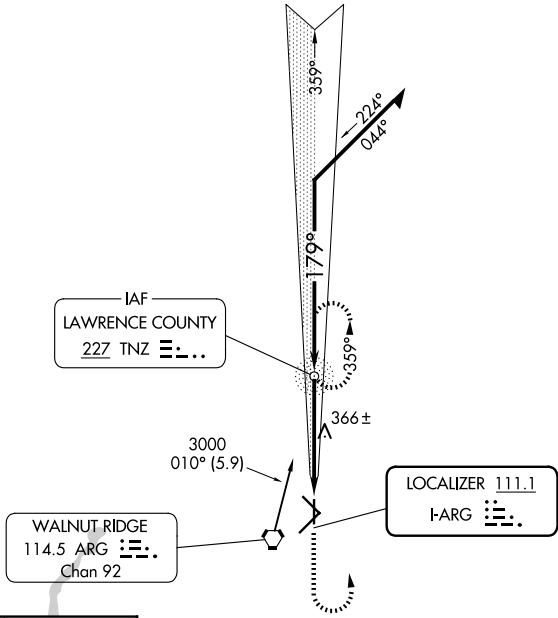 359°
224°
044°
179°
IAF
LAWRENCE COUNTY
227 TNZ
359°
366±
3000
010° (5.9)
LOCALIZER 111.1
I-ARG
WALNUT RIDGE
114.5 ARG
Chan 92